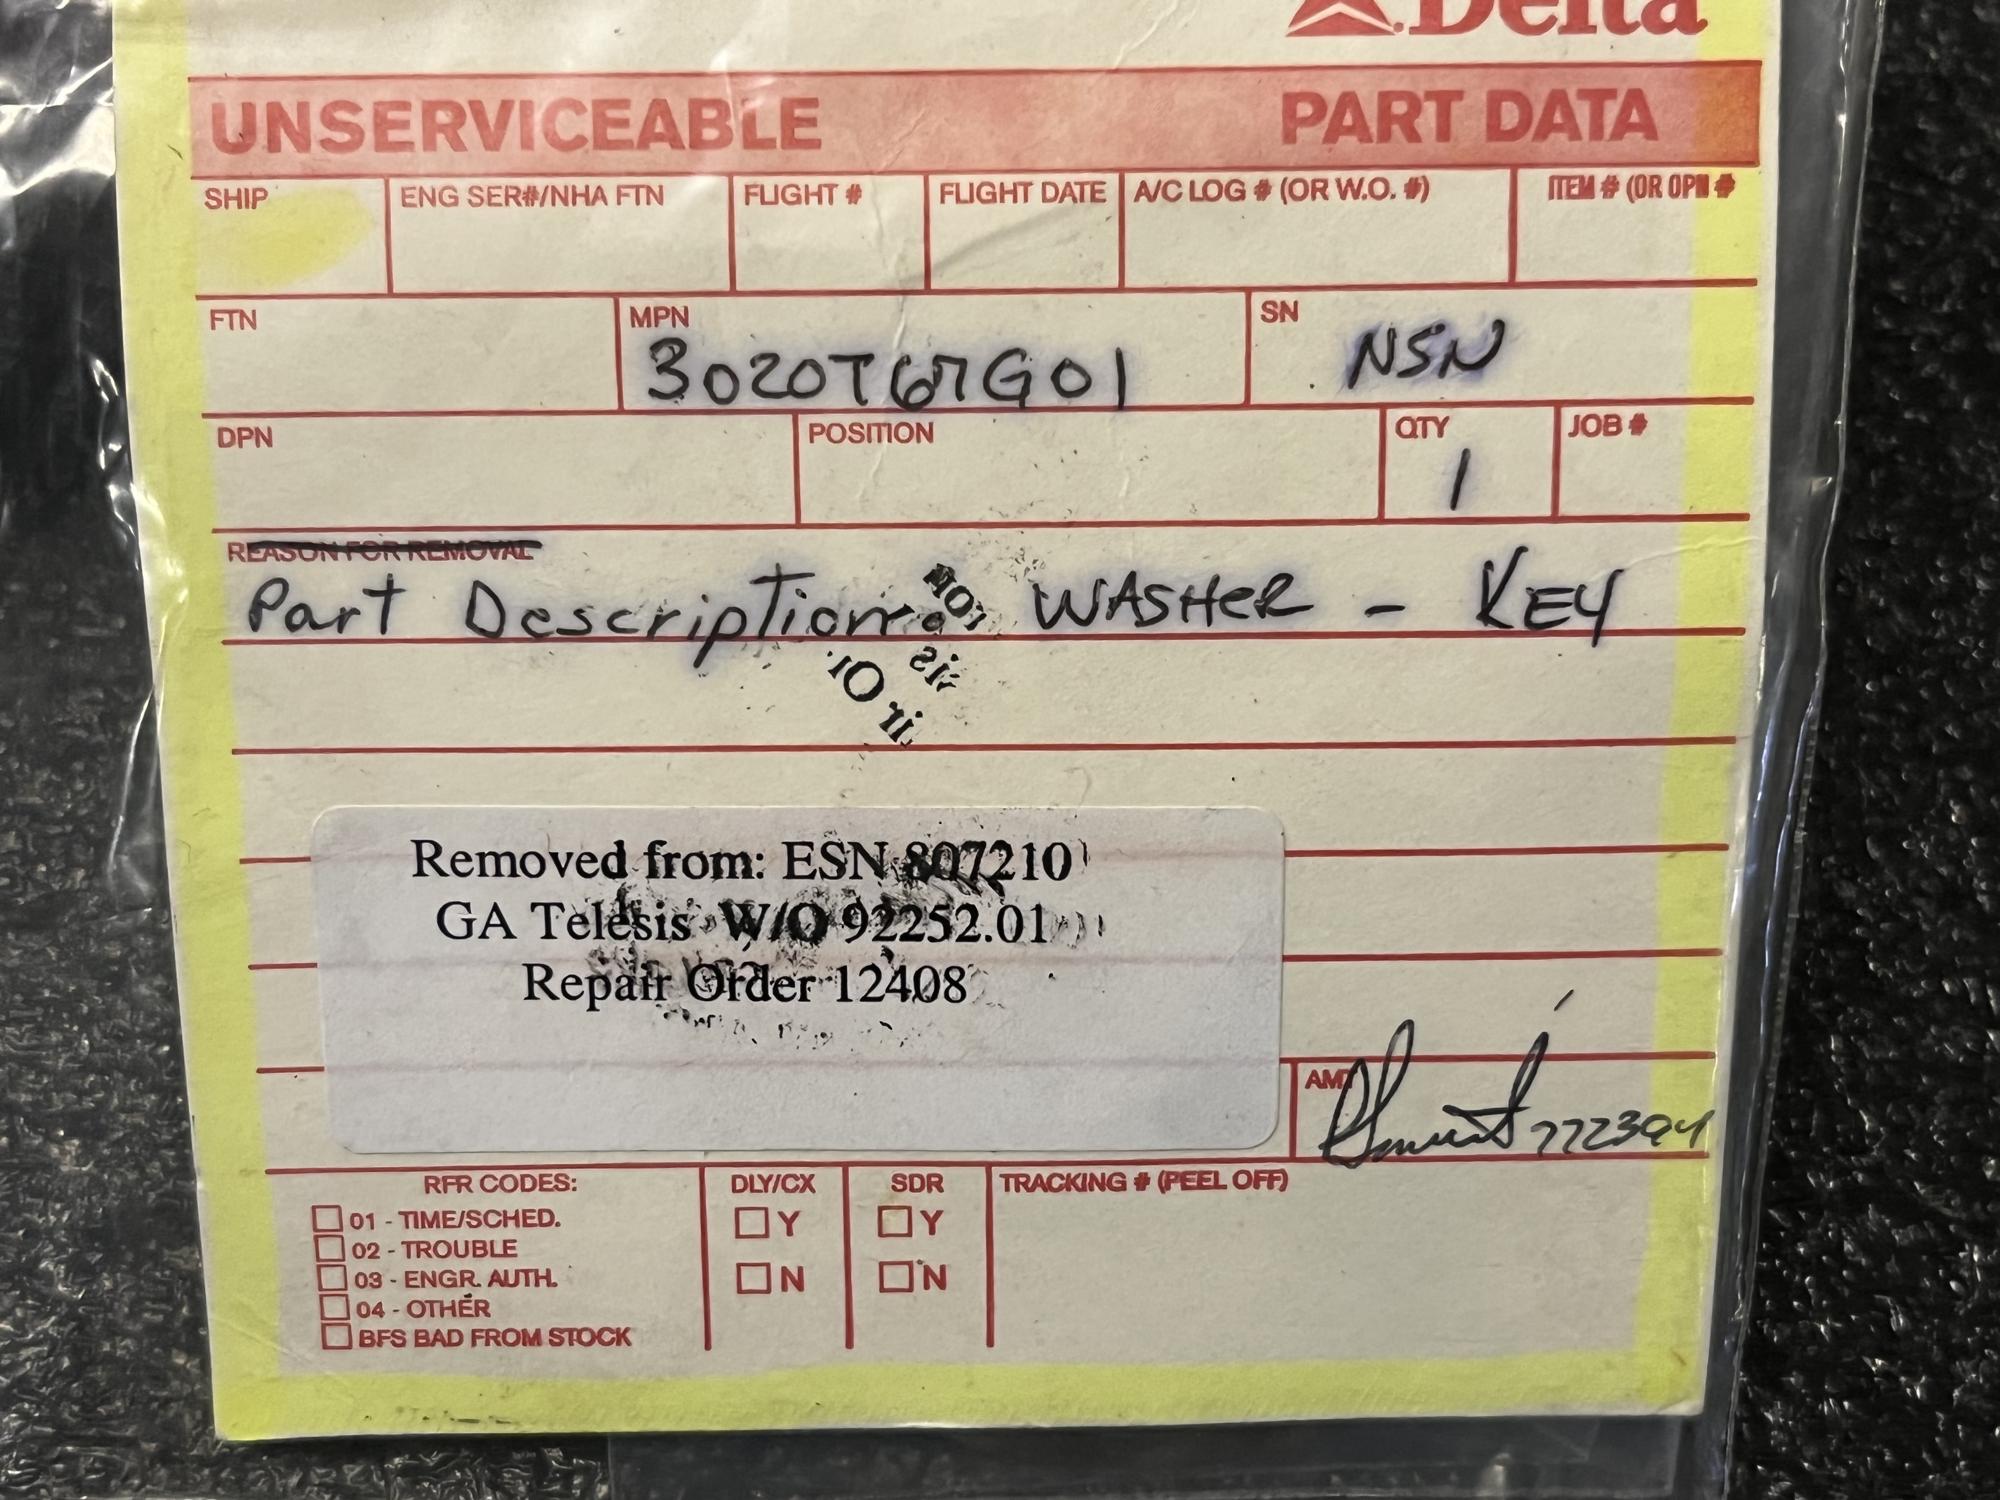 Delta
UNSERVICEABLE PART DATA
SHIP ENG SER#/NHA FTN FLIGHT # FLIGHT DATE A/C LOG # (OR W.O. #) ITEM # (OR OPN #
FTN MPN SN
3020T67G01 NSN
DPN POSITION QTY JOB #
1
REASON FOR REMOVAL
Part Description: WASHER - KEY
Removed from: ESN 807210
GA Telesis W/O 92252.01
Repair Order 12408
AMT
RFR CODES: DLY/CX SDR TRACKING # (PEEL OFF)
01 - TIME/SCHED. Y Y
02 - TROUBLE
03 - ENGR. AUTH. N N
04 - OTHER
BFS BAD FROM STOCK